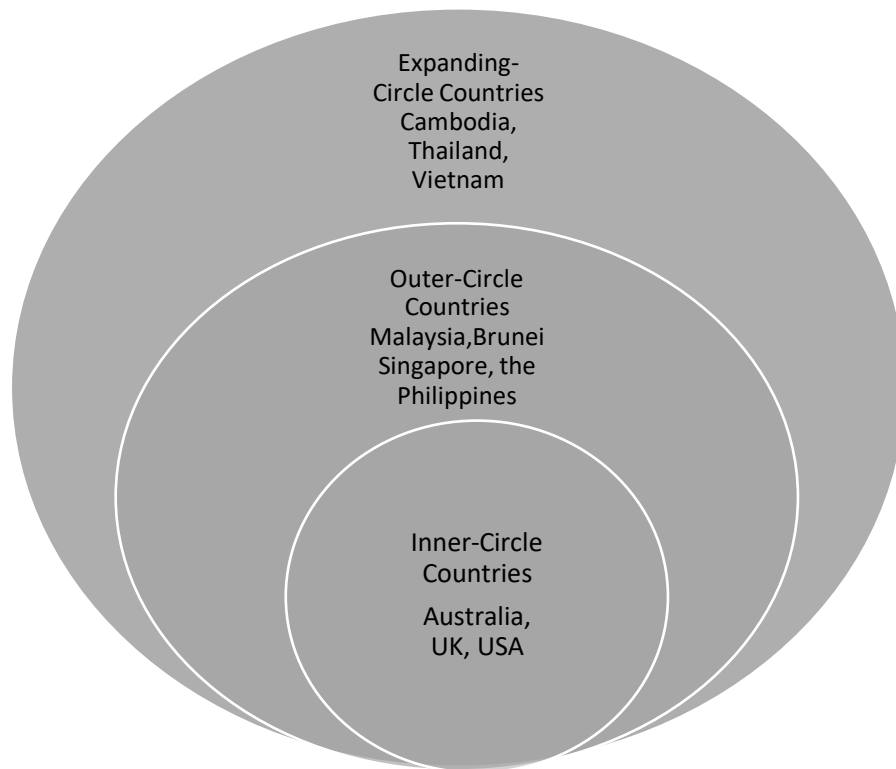 Expanding-
Circle Countries
Cambodia,
Thailand,
Vietnam
Outer-Circle
Countries
Malaysia,Brunei
Singapore, the
Philippines
Inner-Circle
Countries
Australia,
UK, USA